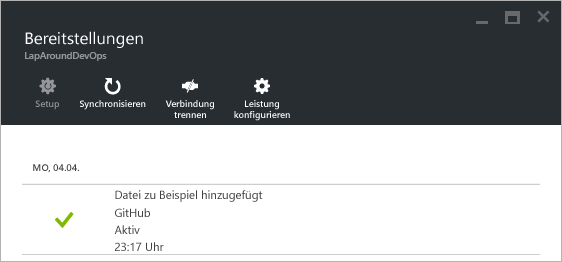 Bereitstellungen
LapAroundDevOps
Setup
Synchronisieren
Verbindung
trennen
Leistung
konfigurieren
MO, 04.04.
Datei zu Beispiel hinzugefügt
GitHub
Aktiv
23:17 Uhr